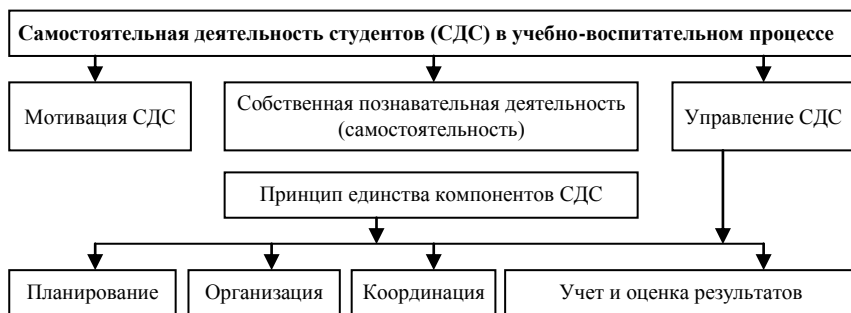 Самостоятельная деятельность студентов (СДС) в учебно-воспитательном процессе
Мотивация СДС
Собственная познавательная деятельность
(самостоятельность)
Управление СДС
Принцип единства компонентов СДС
Планирование
Организация
Координация
Учет и оценка результатов